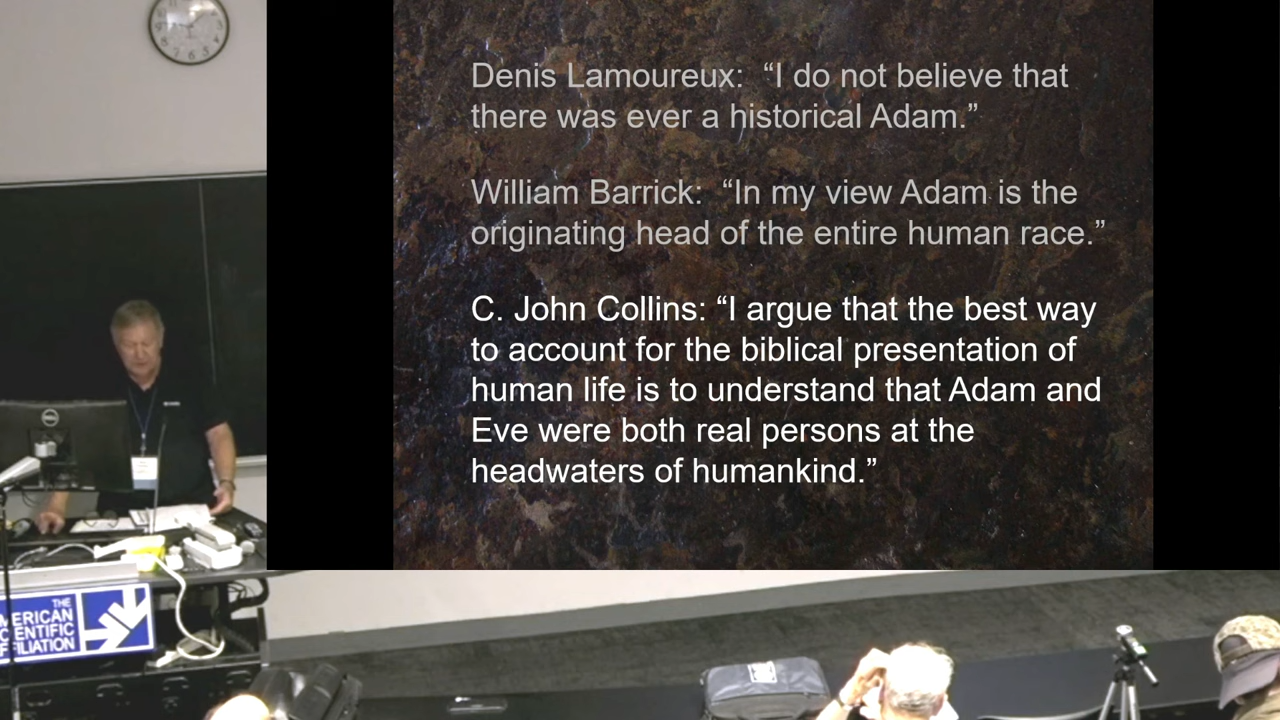 Denis Lamoureux:  “I do not believe that
there was ever a historical Adam.”
William Barrick:  “In my view Adam is the
originating head of the entire human race.”
C. John Collins: “I argue that the best way
to account for the biblical presentation of
human life is to understand that Adam and
Eve were both real persons at the
headwaters of humankind.”
DELL
THE
MERICAN
CIENTIFIC
FFILIATION